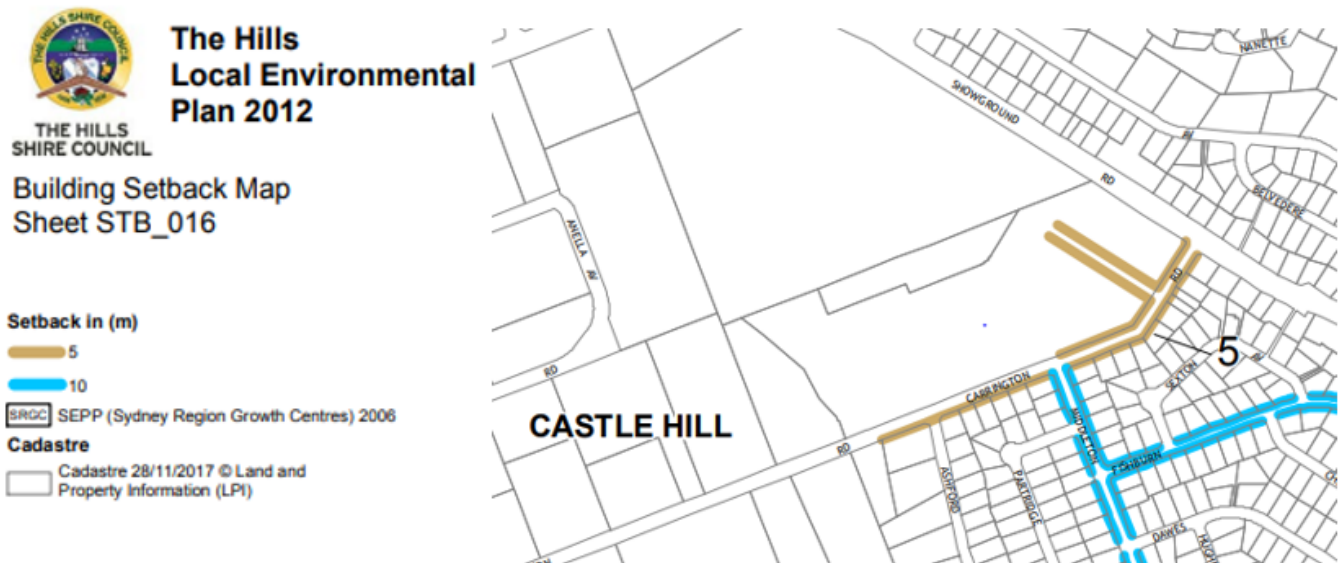 THE HILLS SHIRE COUNCIL
THE HILLS
SHIRE COUNCIL
The Hills
Local Environmental
Plan 2012
Building Setback Map
Sheet STB_016
Setback in (m)
5
10
SRGC SEPP (Sydney Region Growth Centres) 2006
Cadastre
Cadastre 28/11/2017 © Land and
Property Information (LPI)
NANETTE
SHOWGROUND
RD
AV
BELVEDERE
ANELLA AV
RD
5
SEXTON AV
RD
CARRINGTON
CASTLE HILL
RD
MIDDLETON
FISHBURN
ASHFORD
PARTRIDGE
DAWES